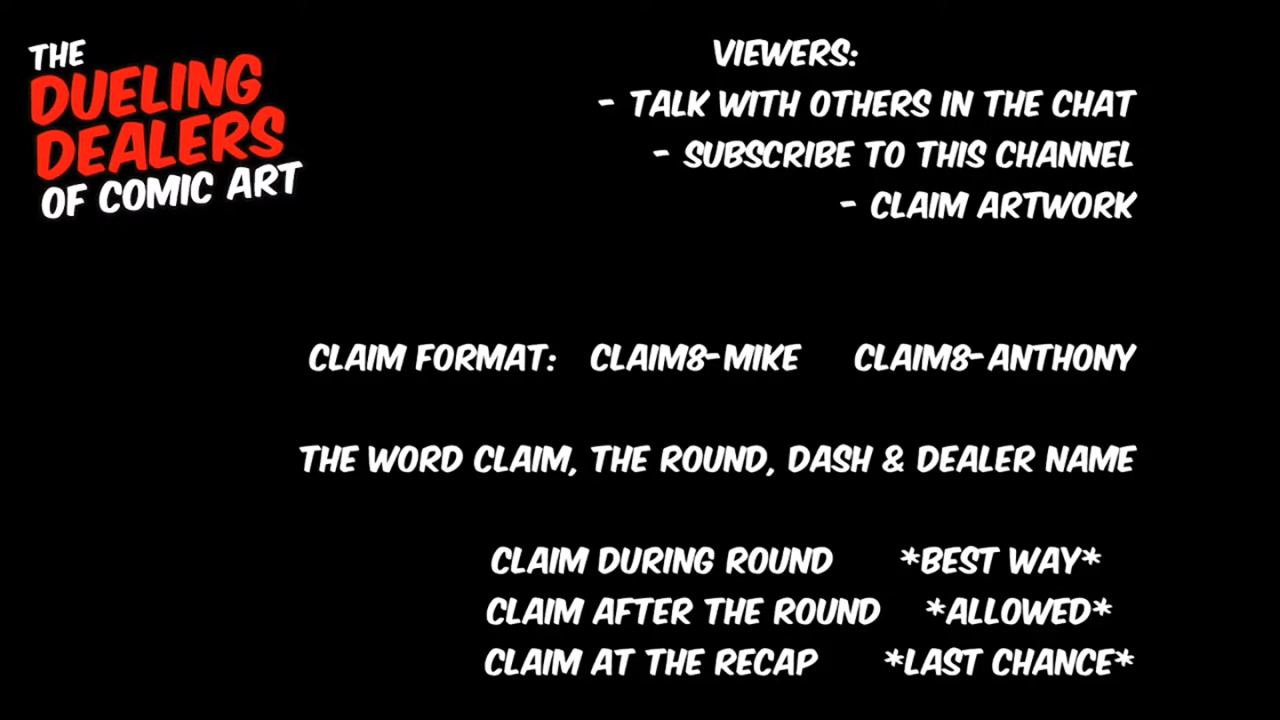 THE
DUELING
DEALERS
OF COMIC ART
VIEWERS:
- TALK WITH OTHERS IN THE CHAT
- SUBSCRIBE TO THIS CHANNEL
- CLAIM ARTWORK
CLAIM FORMAT: CLAIM8-MIKE CLAIM8-ANTHONY
THE WORD CLAIM, THE ROUND, DASH & DEALER NAME
CLAIM DURING ROUND *BEST WAY*
CLAIM AFTER THE ROUND *ALLOWED*
CLAIM AT THE RECAP *LAST CHANCE*